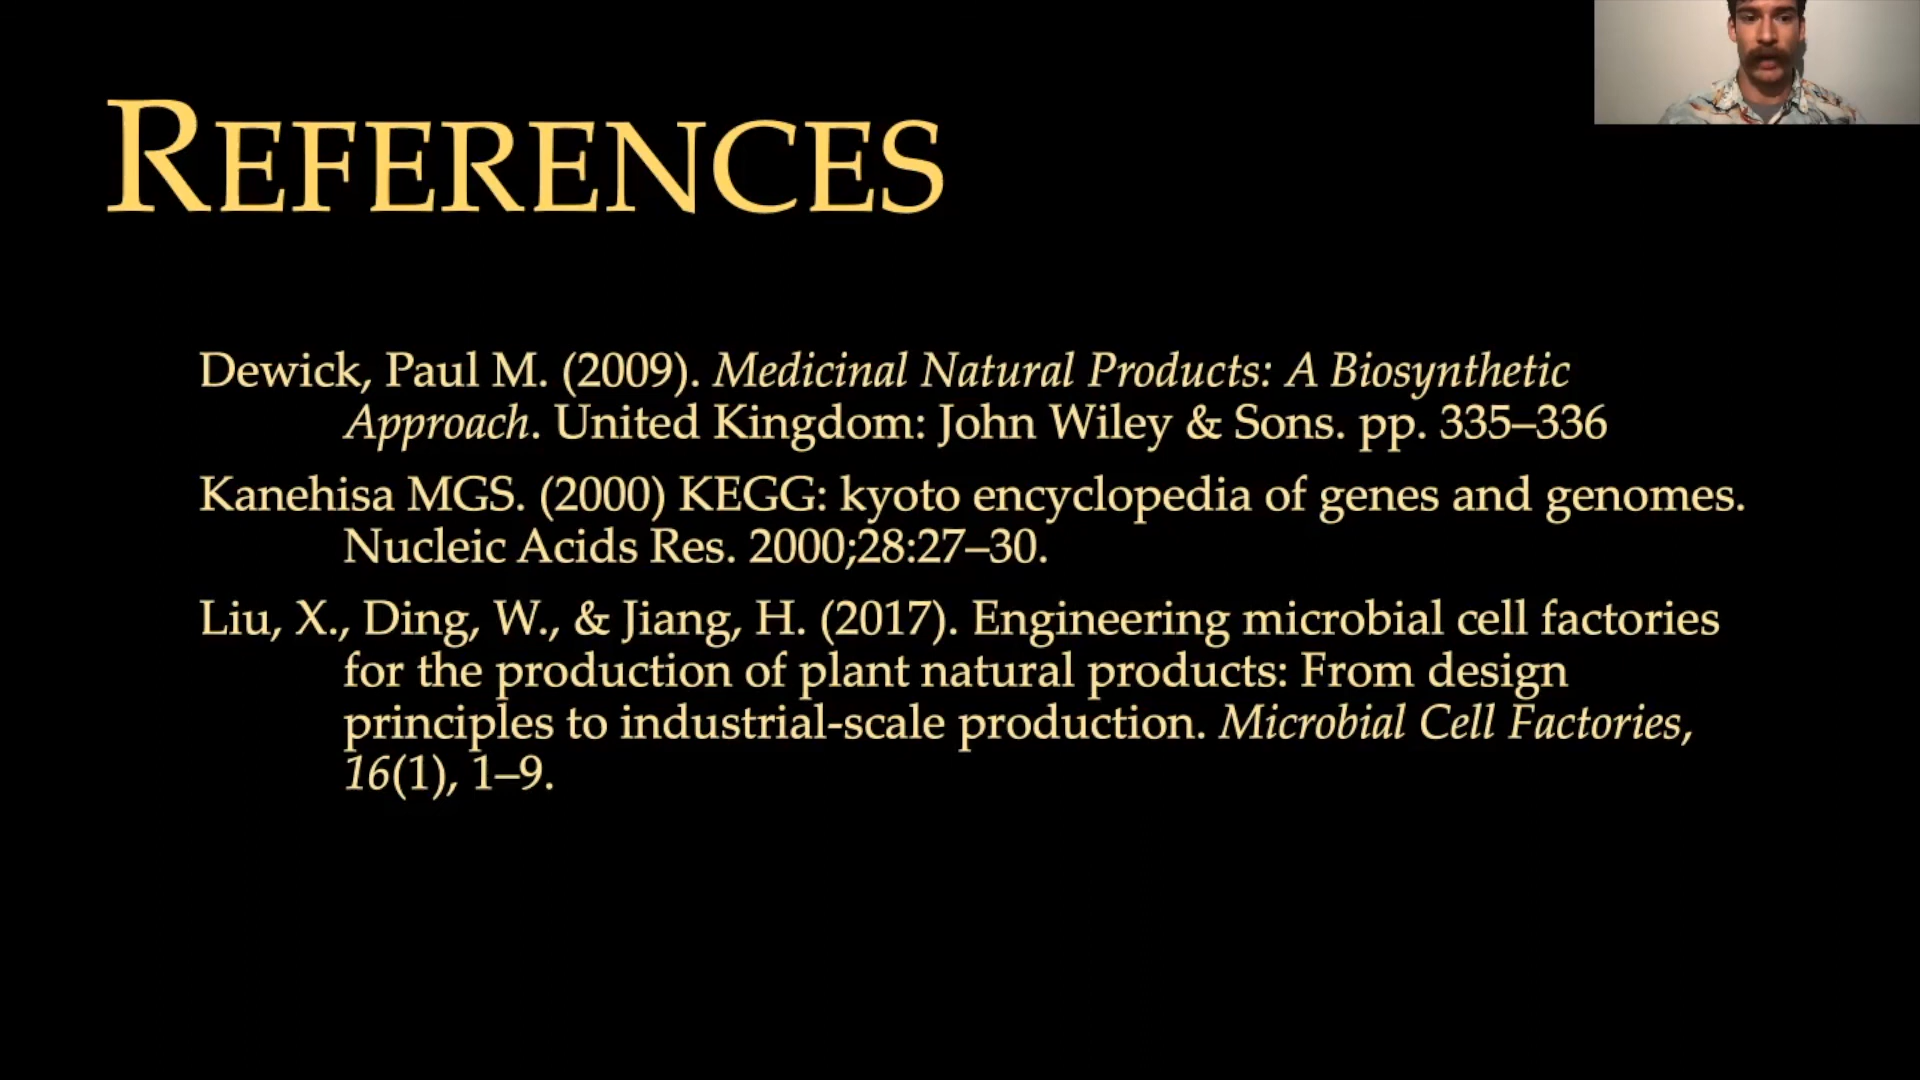 REFERENCES
Dewick, Paul M. (2009). Medicinal Natural Products: A Biosynthetic
Approach. United Kingdom: John Wiley & Sons. pp. 335–336
Kanehisa MGS. (2000) KEGG: kyoto encyclopedia of genes and genomes.
Nucleic Acids Res. 2000;28:27–30.
Liu, X., Ding, W., & Jiang, H. (2017). Engineering microbial cell factories
for the production of plant natural products: From design
principles to industrial-scale production. Microbial Cell Factories,
16(1), 1–9.